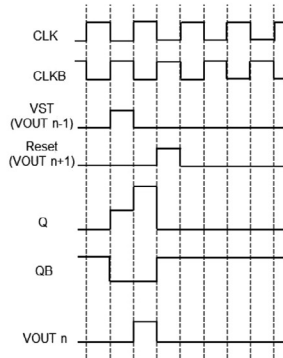 CLK
CLKB
VST
(VOUT n-1)
Reset
(VOUT n+1)
Q
QB
VOUT n